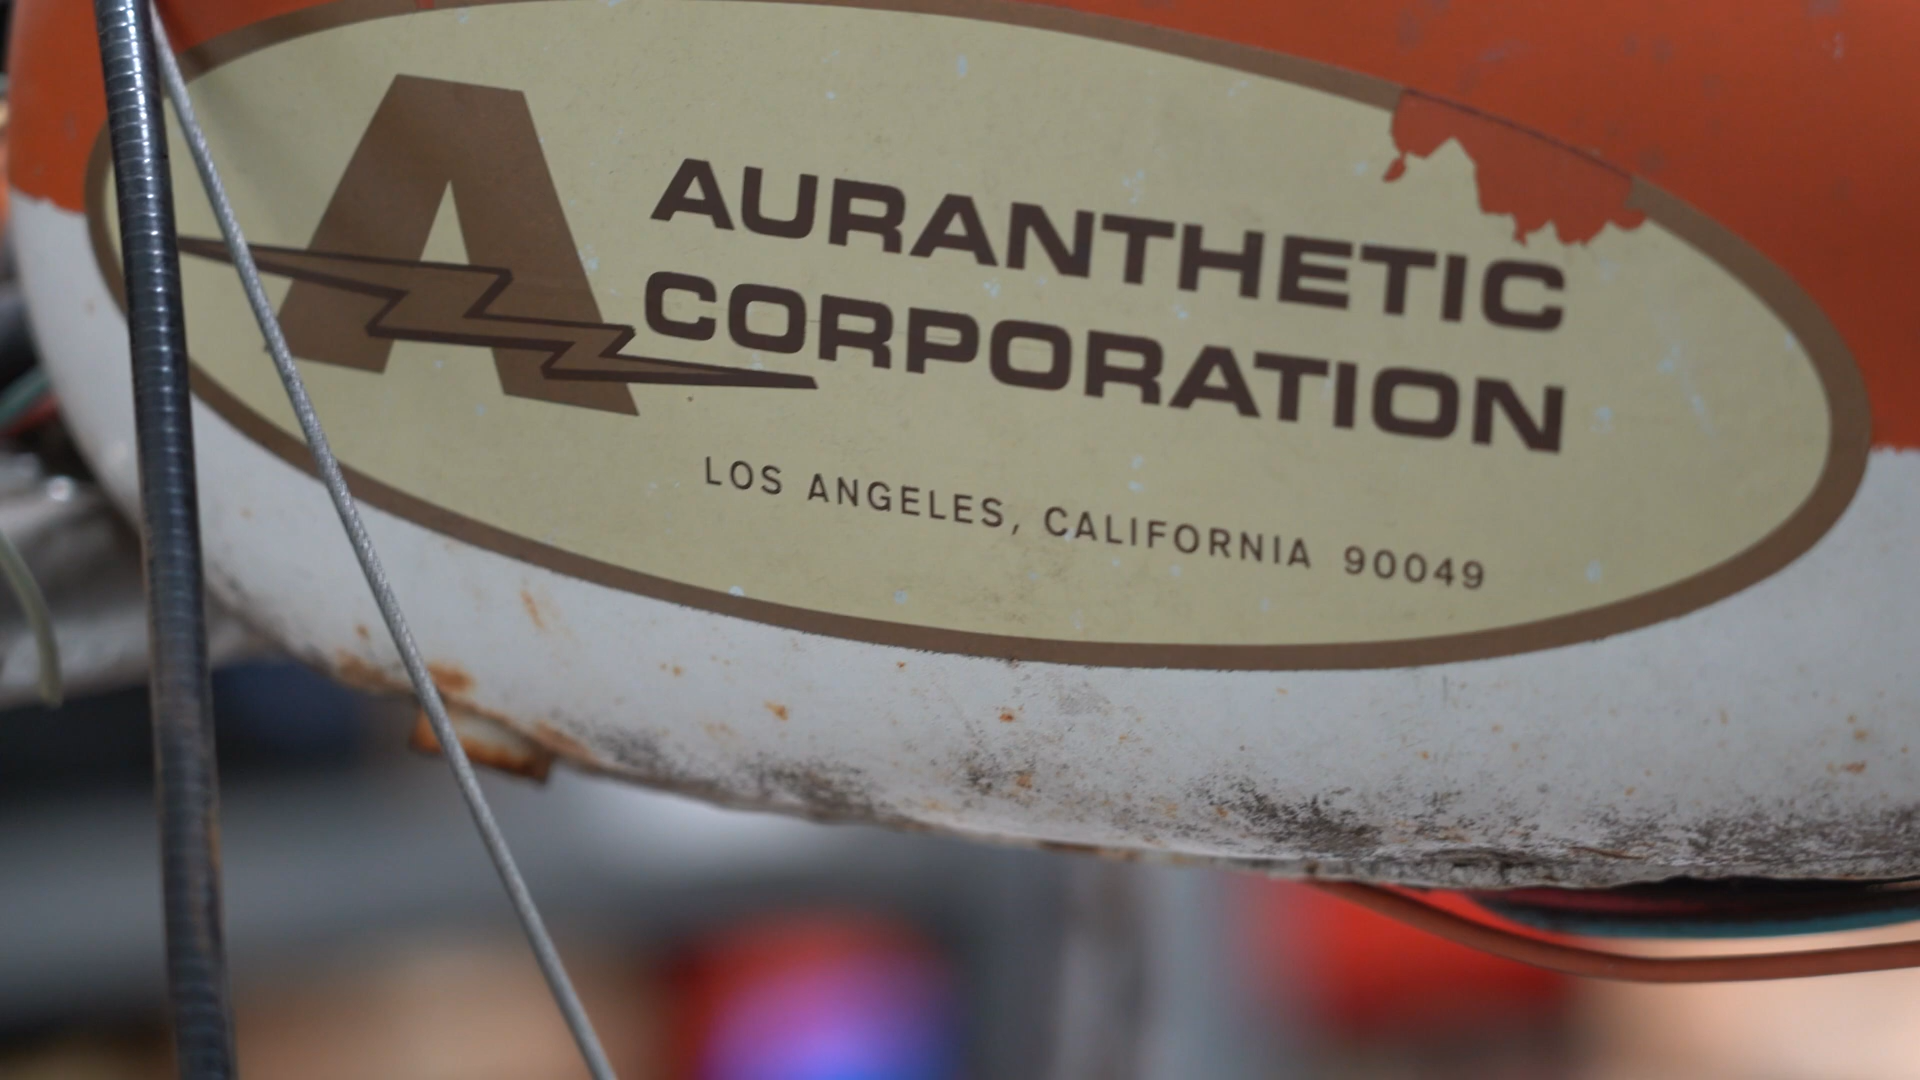 A
AURANTHETIC
CORPORATION
LOS ANGELES, CALIFORNIA 90049